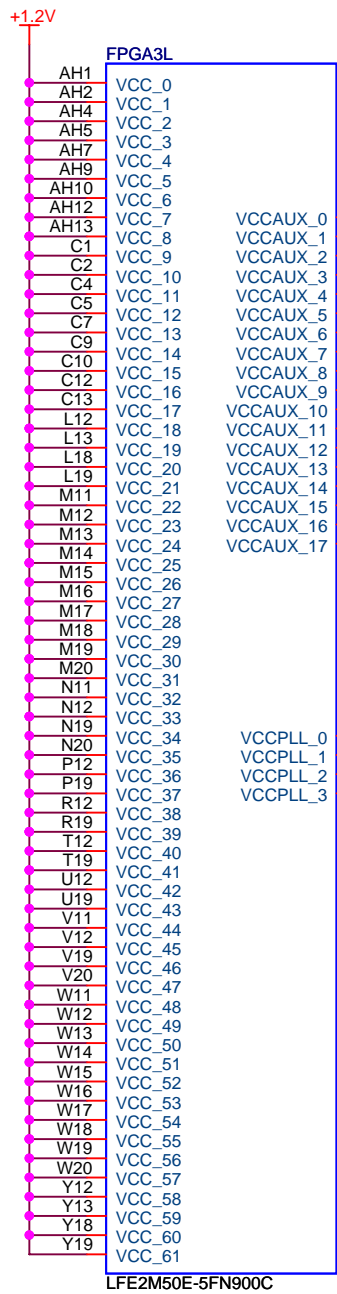 +1.2V
FPGA3L
AH1 VCC_0
AH2 VCC_1
AH4 VCC_2
AH5 VCC_3
AH7 VCC_4
AH9 VCC_5
AH10 VCC_6
AH12 VCC_7 VCCAUX_0
AH13 VCC_8 VCCAUX_1
C1 VCC_9 VCCAUX_2
C2 VCC_10 VCCAUX_3
C4 VCC_11 VCCAUX_4
C5 VCC_12 VCCAUX_5
C7 VCC_13 VCCAUX_6
C9 VCC_14 VCCAUX_7
C10 VCC_15 VCCAUX_8
C12 VCC_16 VCCAUX_9
C13 VCC_17 VCCAUX_10
L12 VCC_18 VCCAUX_11
L13 VCC_19 VCCAUX_12
L18 VCC_20 VCCAUX_13
L19 VCC_21 VCCAUX_14
M11 VCC_22 VCCAUX_15
M12 VCC_23 VCCAUX_16
M13 VCC_24 VCCAUX_17
M14 VCC_25
M15 VCC_26
M16 VCC_27
M17 VCC_28
M18 VCC_29
M19 VCC_30
M20 VCC_31
N11 VCC_32
N12 VCC_33
N19 VCC_34 VCCPLL_0
N20 VCC_35 VCCPLL_1
P12 VCC_36 VCCPLL_2
P19 VCC_37 VCCPLL_3
R12 VCC_38
R19 VCC_39
T12 VCC_40
T19 VCC_41
U12 VCC_42
U19 VCC_43
V11 VCC_44
V12 VCC_45
V19 VCC_46
V20 VCC_47
W11 VCC_48
W12 VCC_49
W13 VCC_50
W14 VCC_51
W15 VCC_52
W16 VCC_53
W17 VCC_54
W18 VCC_55
W19 VCC_56
W20 VCC_57
Y12 VCC_58
Y13 VCC_59
Y18 VCC_60
Y19 VCC_61
LFE2M50E-5FN900C